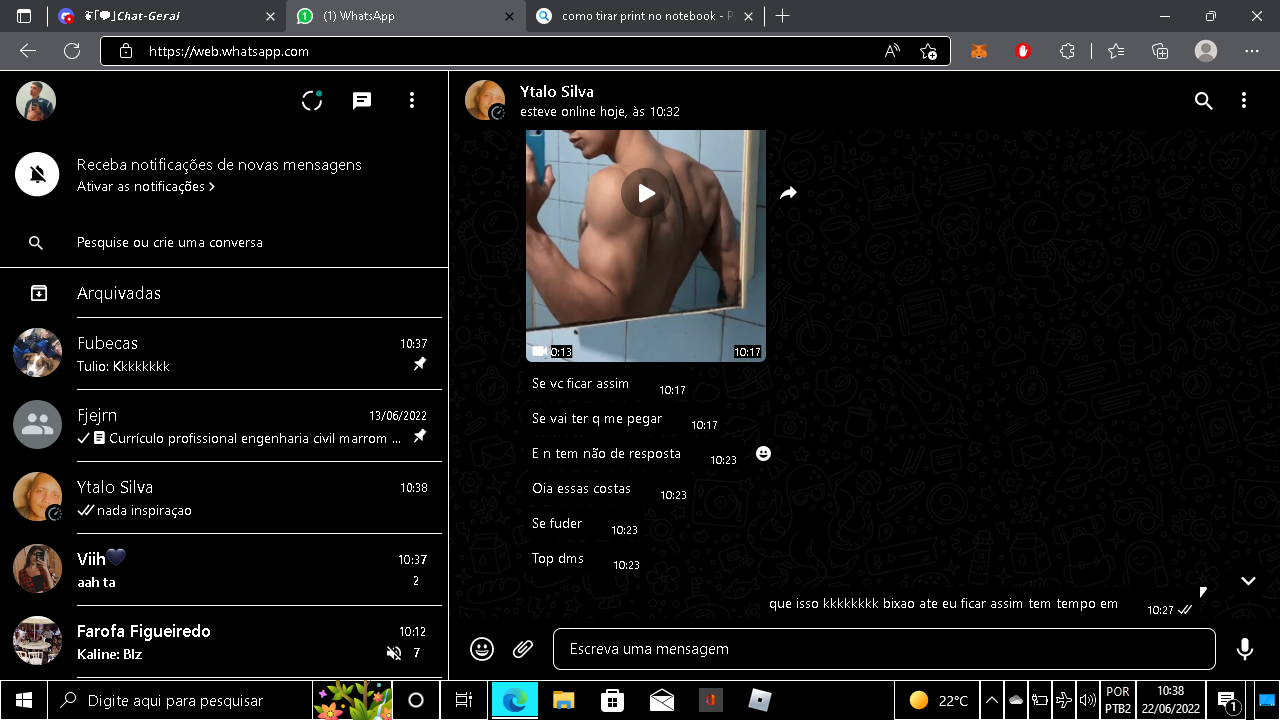 Chat-Geral
(1) WhatsApp
como tirar print no notebook - P
https://web.whatsapp.com
Receba notificações de novas mensagens
Ativar as notificações
Pesquise ou crie uma conversa
Arquivadas
Fubecas 10:37
Tulio: Kkkkkkkk
Fjejrn 13/06/2022
Currículo profissional engenharia civil marrom ...
Ytalo Silva 10:38
nada inspiraçao
Viih🖤 10:37
aah ta 2
Farofa Figueiredo 10:12
Kaline: Blz 7
Ytalo Silva
esteve online hoje, às 10:32
0:13 10:17
Se vc ficar assim 10:17
Se vai ter q me pegar 10:17
E n tem não de resposta 10:23
Oia essas costas 10:23
Se fuder 10:23
Top dms 10:23
que isso kkkkkkkk bixao ate eu ficar assim tem tempo em 10:27
Escreva uma mensagem
Digite aqui para pesquisar
22°C
POR
PTB2
10:38
22/06/2022
1